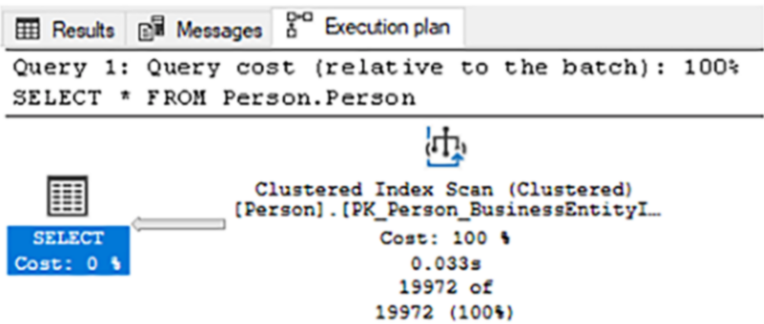 Results Messages Execution plan
Query 1: Query cost (relative to the batch): 100%
SELECT * FROM Person.Person
Clustered Index Scan (Clustered)
[Person].[PK_Person_BusinessEntityI…
Cost: 100 %
0.033s
19972 of
19972 (100%)
SELECT
Cost: 0 %